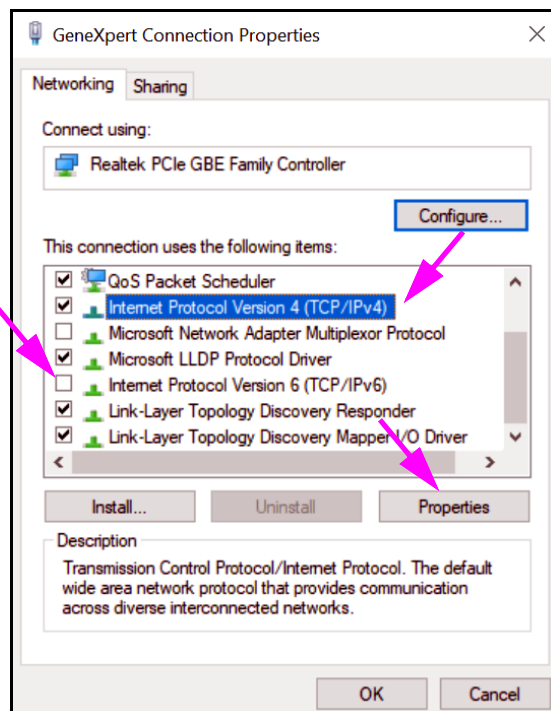 GeneXpert Connection Properties
Networking
Sharing
Connect using:
Realtek PCIe GBE Family Controller
Configure...
This connection uses the following items:
QoS Packet Scheduler
Internet Protocol Version 4 (TCP/IPv4)
Microsoft Network Adapter Multiplexor Protocol
Microsoft LLDP Protocol Driver
Internet Protocol Version 6 (TCP/IPv6)
Link-Layer Topology Discovery Responder
Link-Layer Topology Discovery Mapper I/O Driver
Install...
Uninstall
Properties
Description
Transmission Control Protocol/Internet Protocol. The default
wide area network protocol that provides communication
across diverse interconnected networks.
OK
Cancel